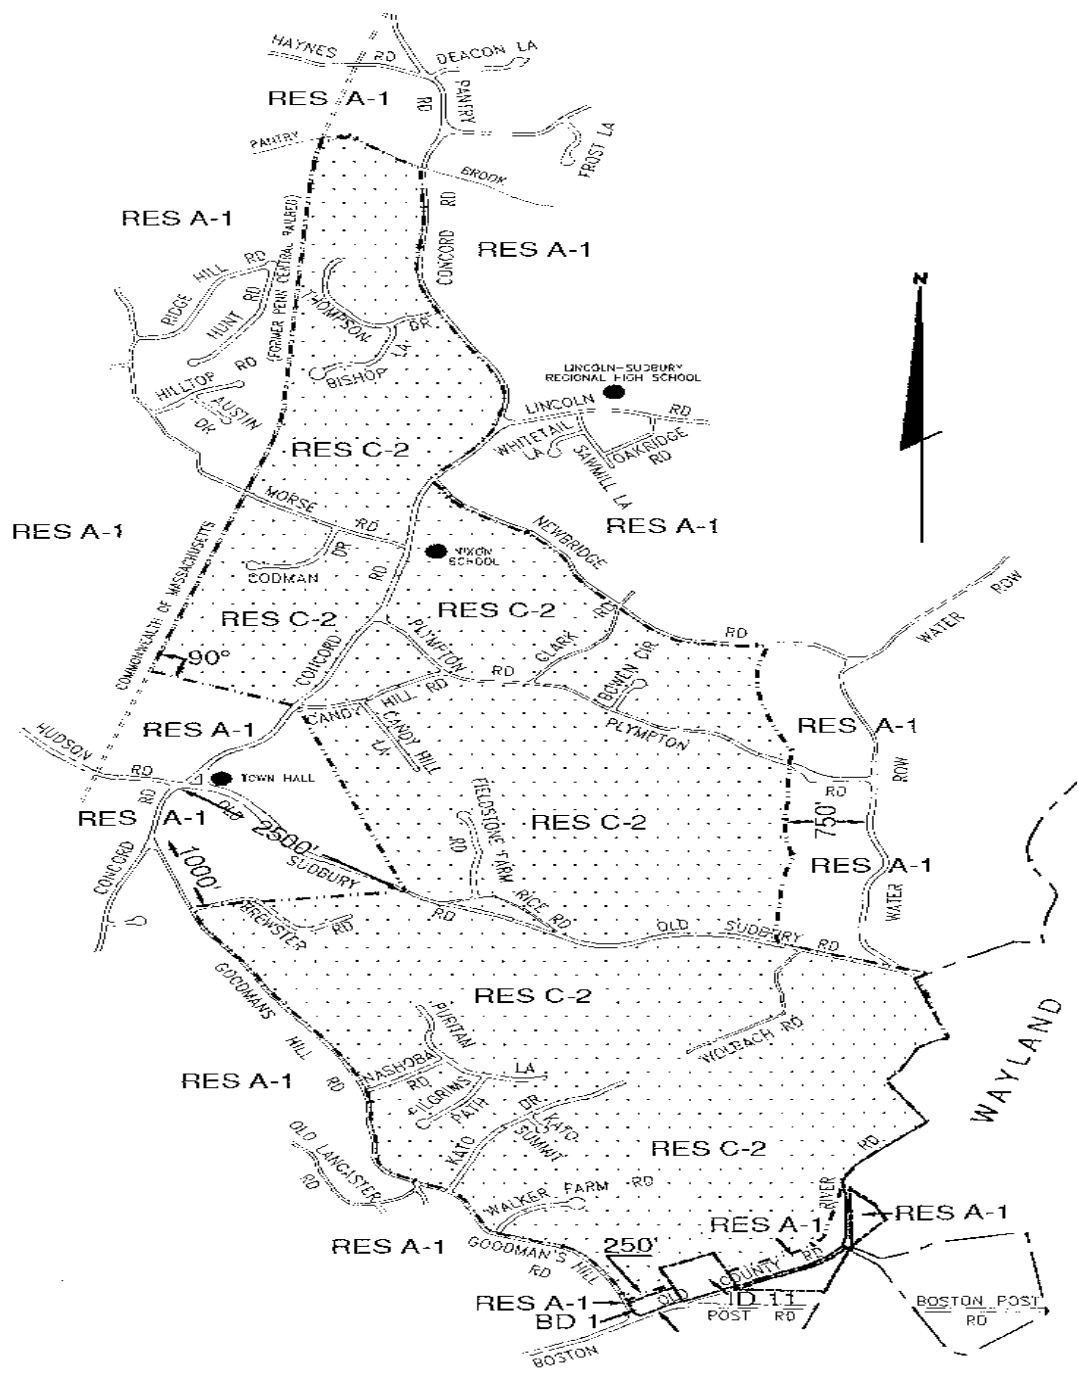 HAYNES RD
DEACON LA
RES A-1
PANTRY RD
PANTRY
FROST LA
BROOK
RES A-1
RES A-1
CONCORD RD
(FORMER PENN CENTRAL RAILRED)
RIDGE HILL RD
HUNT RD
THOMPSON DR
BISHOP LA
HILLTOP RD
AUSTIN
DR
LINCOLN-SUDBURY
REGIONAL HIGH SCHOOL
LINCOLN RD
WHITETAIL
LA
OAKRIDGE
RD
SAWMILL LA
N
RES C-2
MORSE RD
RES A-1
RES A-1
NEWBRIDGE RD
NIXON
SCHOOL
CODMAN DR
COMMONWEALTH OF MASSACHUSETTS
RES C-2
RES C-2
CONCORD RD
PLYMPTON RD
CLARK RD
BOWEN CIR
WATER ROW
90°
CANDY HILL RD
CANDY HILL
LA
PLYMPTON RD
RES A-1
RES A-1
HUDSON RD
TOWN HALL
WATER ROW
RES A-1
OLD SUDBURY RD
2500'
FIELDSTONE FARM
RD
RES C-2
750'
RES A-1
CONCORD RD
1000'
RICE RD
BREWSTER RD
OLD SUDBURY RD
GOODMANS HILL RD
RES C-2
PURITAN LA
WOLBACH RD
WAYLAND
NASHOBA
RD
RES A-1
PILGRIMS
PATH
KATO DR
KATO
SUMMIT
OLD LANCASTER
RD
RES C-2
RIVER RD
WALKER FARM RD
RES A-1
RES A-1
RES A-1
GOODMAN'S HILL
RD
250'
OLD COUNTY RD
RES A-1
BD 1
ID 11
BOSTON POST RD
BOSTON POST
RD